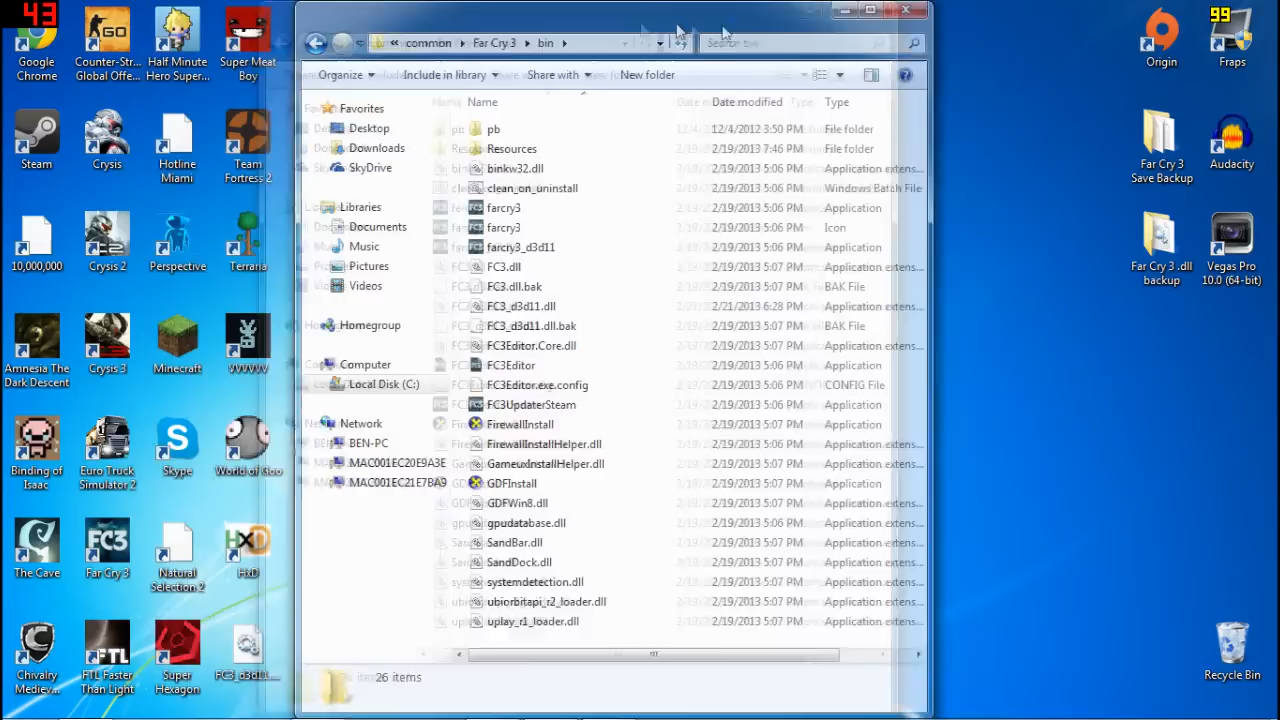 43
99
Google
Chrome
Counter-Str...
Global Offe...
Half Minute
Hero Super...
Super Meat
Boy
Steam
Crysis
Hotline
Miami
Team
Fortress 2
10,000,000
Crysis 2
Perspective
Terraria
Amnesia The
Dark Descent
Crysis 3
Minecraft
VVVVVV
Binding of
Isaac
Euro Truck
Simulator 2
Skype
World of Goo
The Cave
FC3
Far Cry 3
Natural
Selection 2
HxD
HxD
Chivalry
Mediev...
FTL
FTL Faster
Than Light
Super
Hexagon
FC3_d3d11....
« common Far Cry 3 bin
Organize Include in library Share with New folder
Favorites
Desktop
Downloads
SkyDrive
Libraries
Documents
Music
Pictures
Videos
Homegroup
Computer
Local Disk (C:)
Network
BEN-PC
MAC001EC20E9A3E
MAC001EC21E7BA9
Name Date modified Type
pb 12/4/2012 3:50 PM File folder
Resources 2/19/2013 7:46 PM File folder
binkw32.dll 2/19/2013 5:06 PM Application extens...
clean_on_uninstall 2/19/2013 5:06 PM Windows Batch File
farcry3 2/19/2013 5:06 PM Application
farcry3 2/19/2013 5:06 PM Icon
farcry3_d3d11 2/19/2013 5:06 PM Application
FC3.dll 2/19/2013 5:07 PM Application extens...
FC3.dll.bak 2/19/2013 5:07 PM BAK File
FC3_d3d11.dll 2/21/2013 6:28 PM Application extens...
FC3_d3d11.dll.bak 2/19/2013 5:07 PM BAK File
FC3Editor.Core.dll 2/19/2013 5:07 PM Application extens...
FC3Editor 2/19/2013 5:06 PM Application
FC3Editor.exe.config 2/19/2013 5:07 PM CONFIG File
FC3UpdaterSteam 2/19/2013 5:06 PM Application
FirewallInstall 2/19/2013 5:07 PM Application
FirewallInstallHelper.dll 2/19/2013 5:06 PM Application extens...
GameuxInstallHelper.dll 2/19/2013 5:07 PM Application extens...
GDFInstall 2/19/2013 5:07 PM Application
GDFWin8.dll 2/19/2013 5:07 PM Application extens...
gpudatabase.dll 2/19/2013 5:06 PM Application extens...
SandBar.dll 2/19/2013 5:07 PM Application extens...
SandDock.dll 2/19/2013 5:06 PM Application extens...
systemdetection.dll 2/19/2013 5:07 PM Application extens...
ubiorbitapi_r2_loader.dll 2/19/2013 5:07 PM Application extens...
uplay_r1_loader.dll 2/19/2013 5:07 PM Application extens...
26 items
Origin
Fraps
Far Cry 3
Save Backup
Audacity
Far Cry 3 .dll
backup
Vegas Pro
10.0 (64-bit)
Recycle Bin